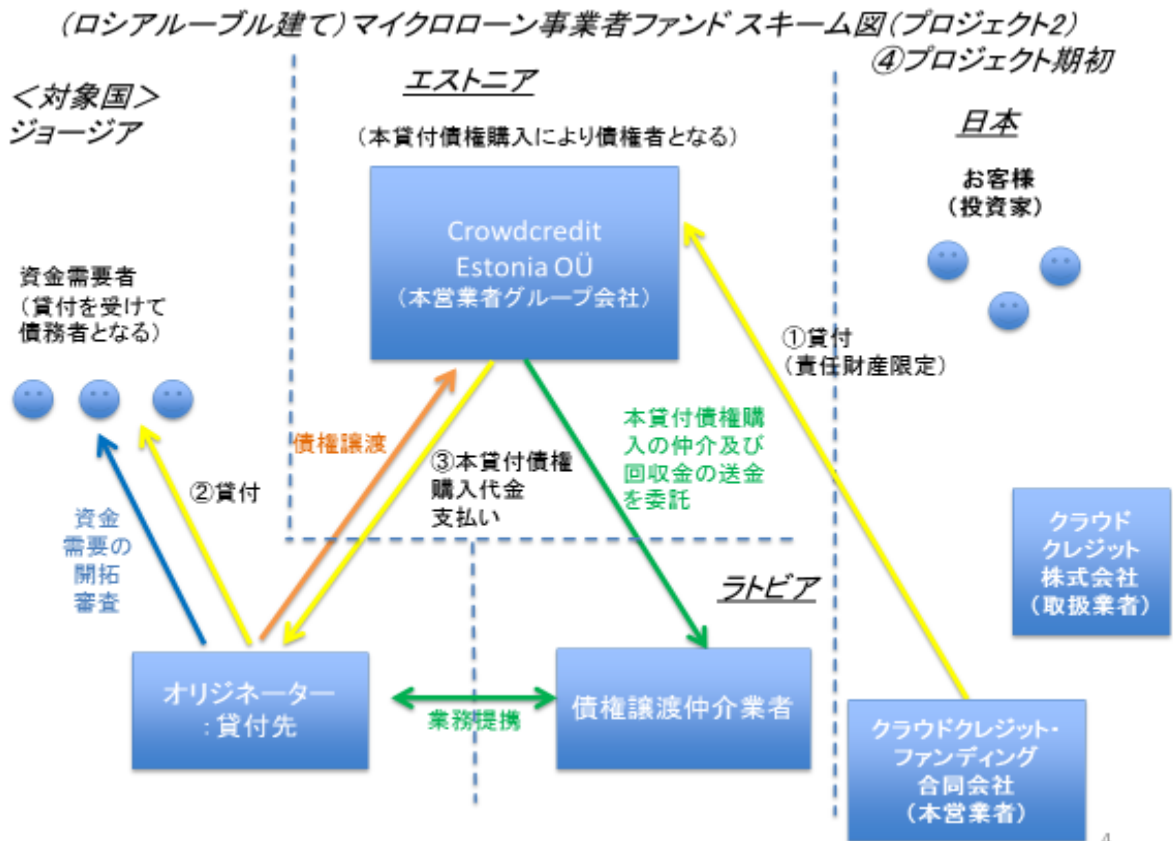 (ロシアルーブル建て)マイクロローン事業者ファンド スキーム図(プロジェクト2)
④プロジェクト期初
<対象国>
ジョージア
エストニア
日本
(本貸付債権購入により債権者となる)
お客様
(投資家)
Crowdcredit
Estonia OÜ
(本営業者グループ会社)
資金需要者
(貸付を受けて
債務者となる)
①貸付
(責任財産限定)
債権譲渡
③本貸付債権
購入代金
支払い
本貸付債権購
入の仲介及び
回収金の送金
を委託
②貸付
資金
需要の
開拓
審査
クラウド
クレジット
株式会社
(取扱業者)
ラトビア
オリジネーター
:貸付先
業務提携
債権譲渡仲介業者
クラウドクレジット・
ファンディング
合同会社
(本営業者)
4